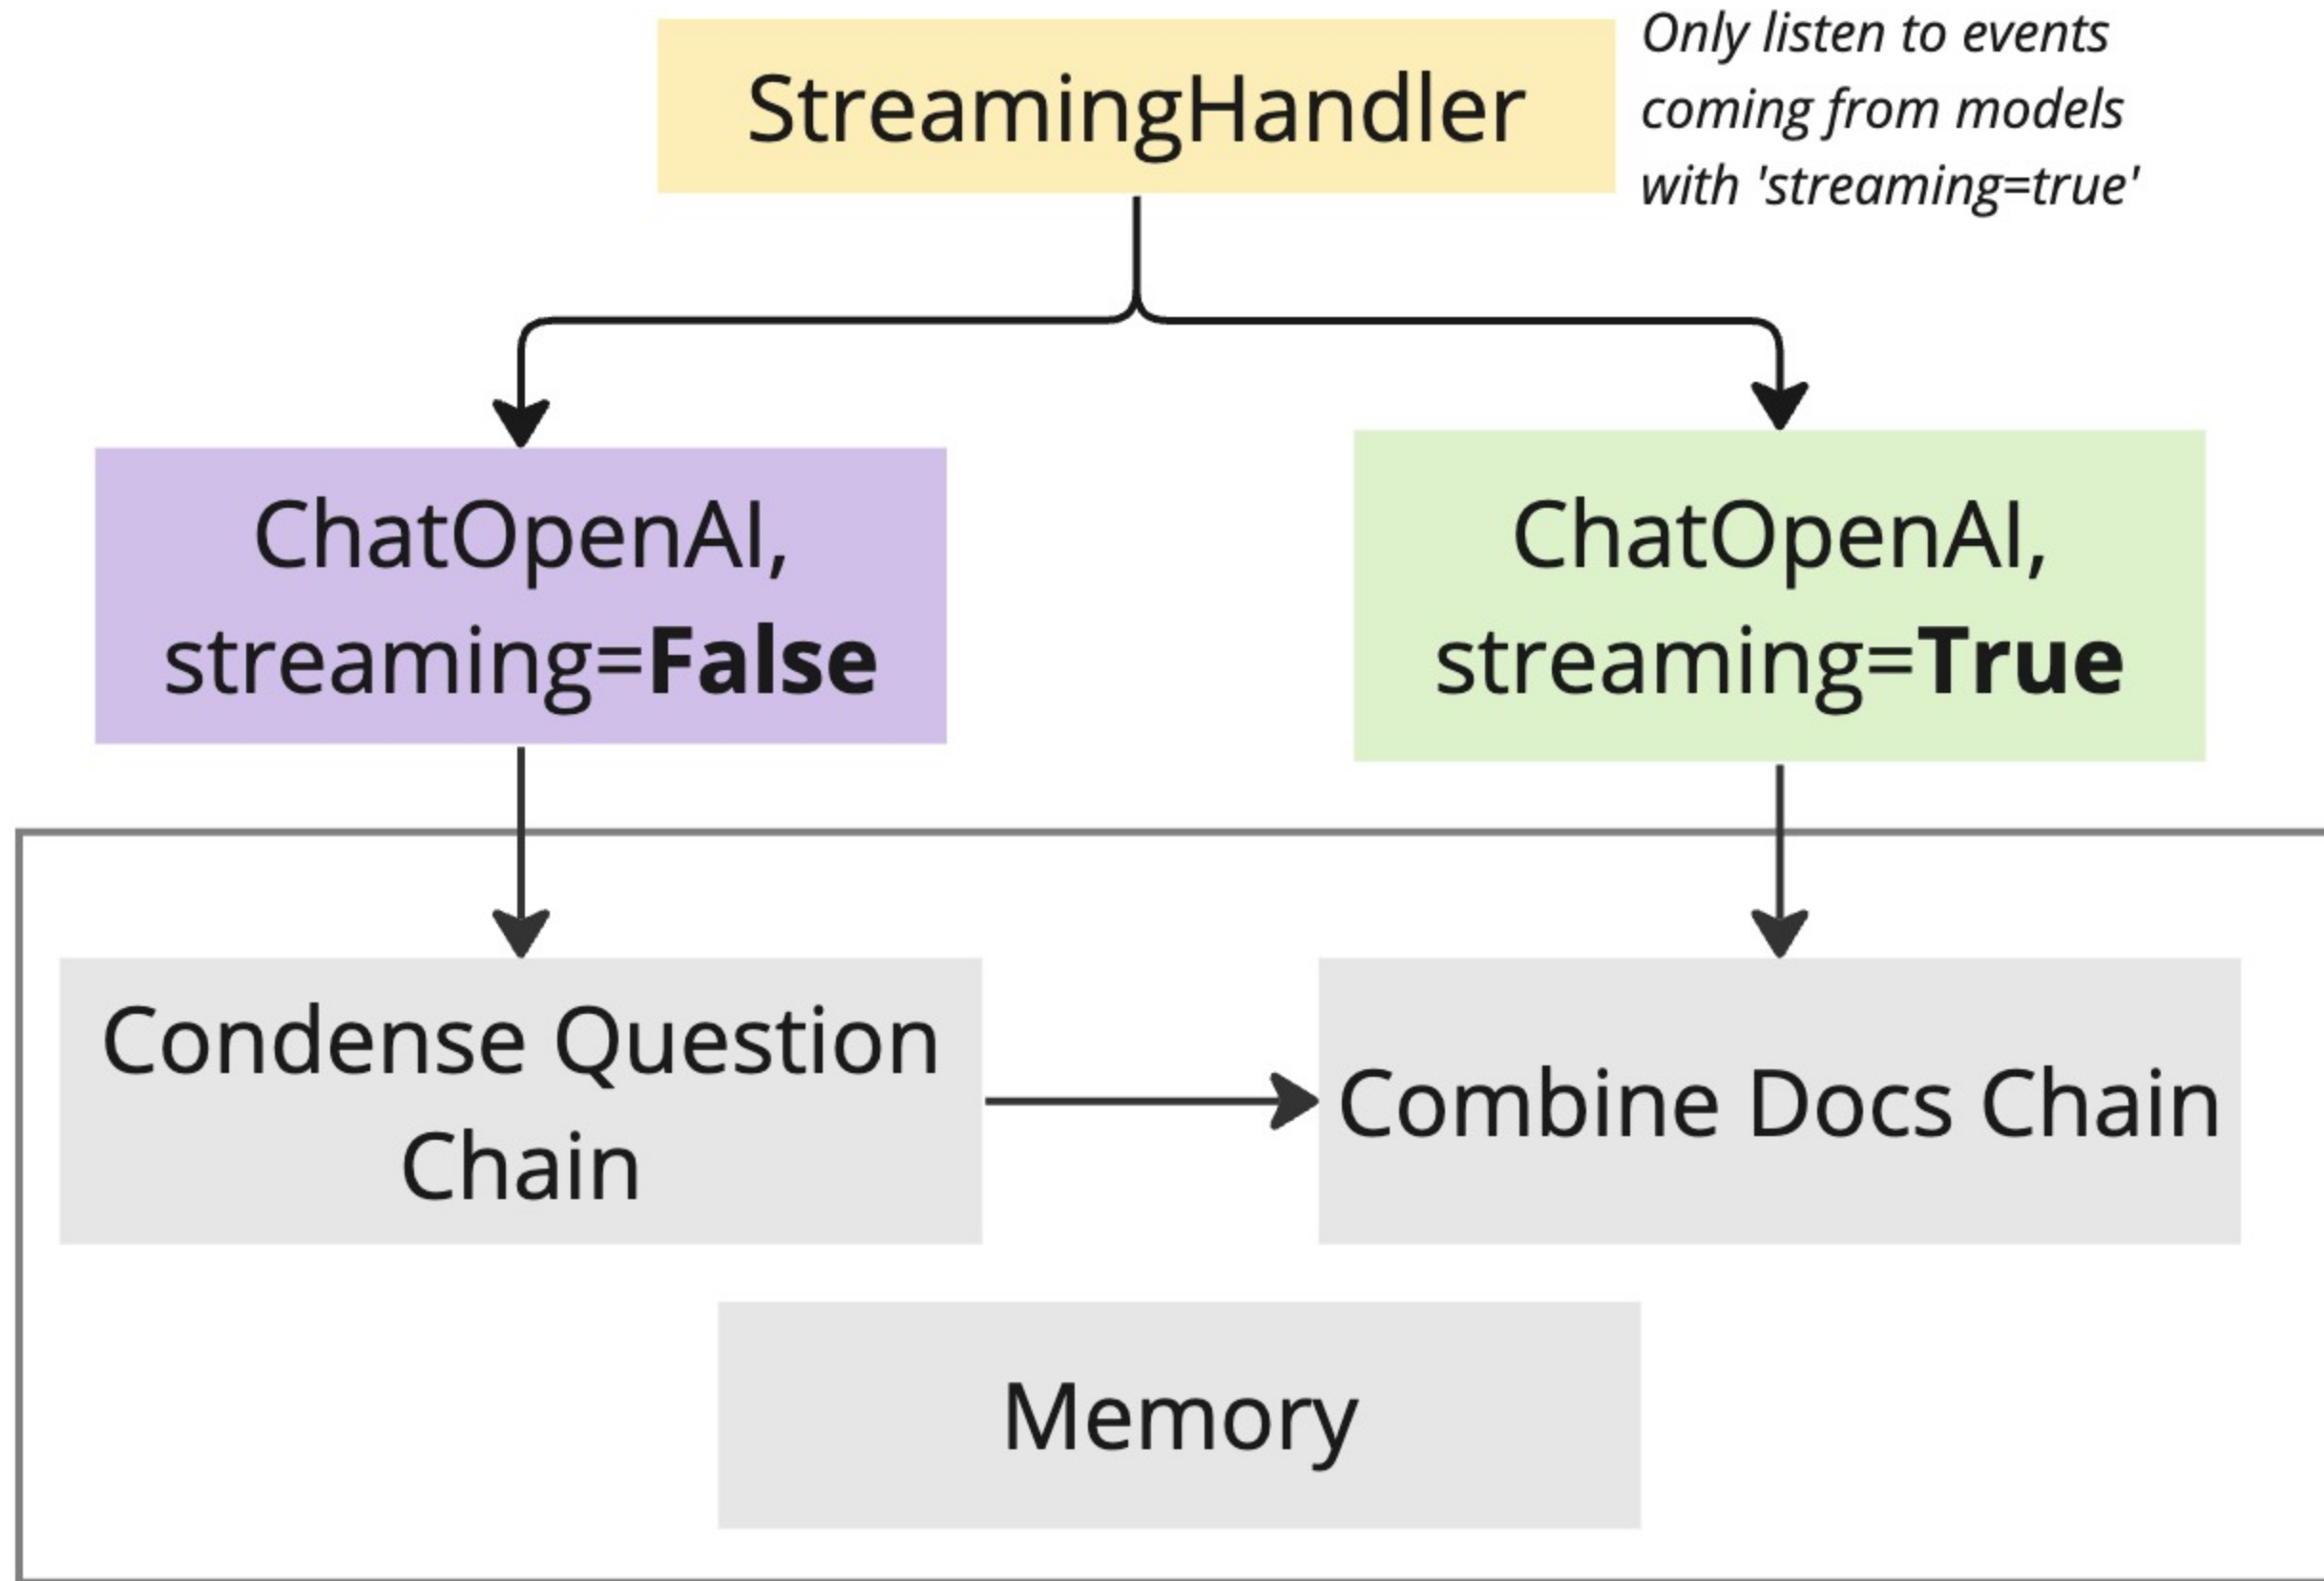 StreamingHandler
Only listen to events
coming from models
with 'streaming=true'
ChatOpenAI,
streaming=False
ChatOpenAI,
streaming=True
Condense Question
Chain
Combine Docs Chain
Memory